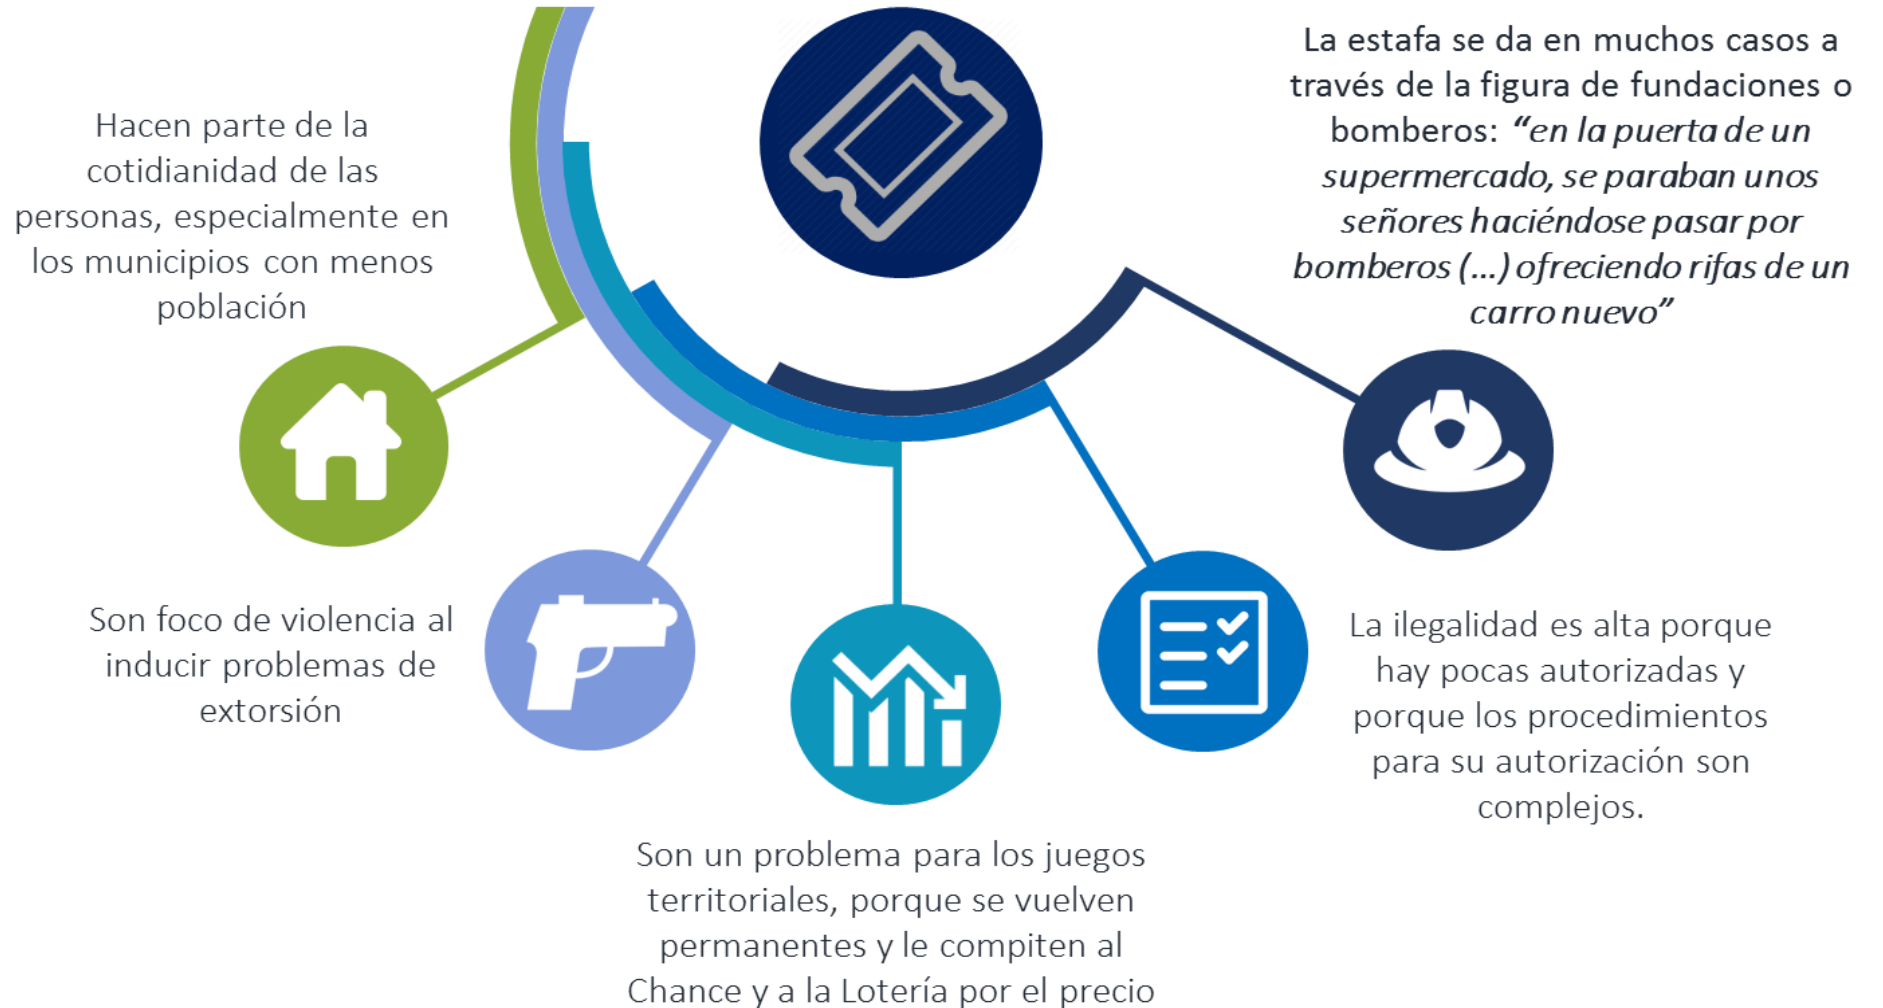 Hacen parte de la
cotidianidad de las
personas, especialmente en
los municipios con menos
población
Son foco de violencia al
inducir problemas de
extorsión
Son un problema para los juegos
territoriales, porque se vuelven
permanentes y le compiten al
Chance y a la Lotería por el precio
La ilegalidad es alta porque
hay pocas autorizadas y
porque los procedimientos
para su autorización son
complejos.
La estafa se da en muchos casos a
través de la figura de fundaciones o
bomberos: “en la puerta de un
supermercado, se paraban unos
señores haciéndose pasar por
bomberos (…) ofreciendo rifas de un
carro nuevo”